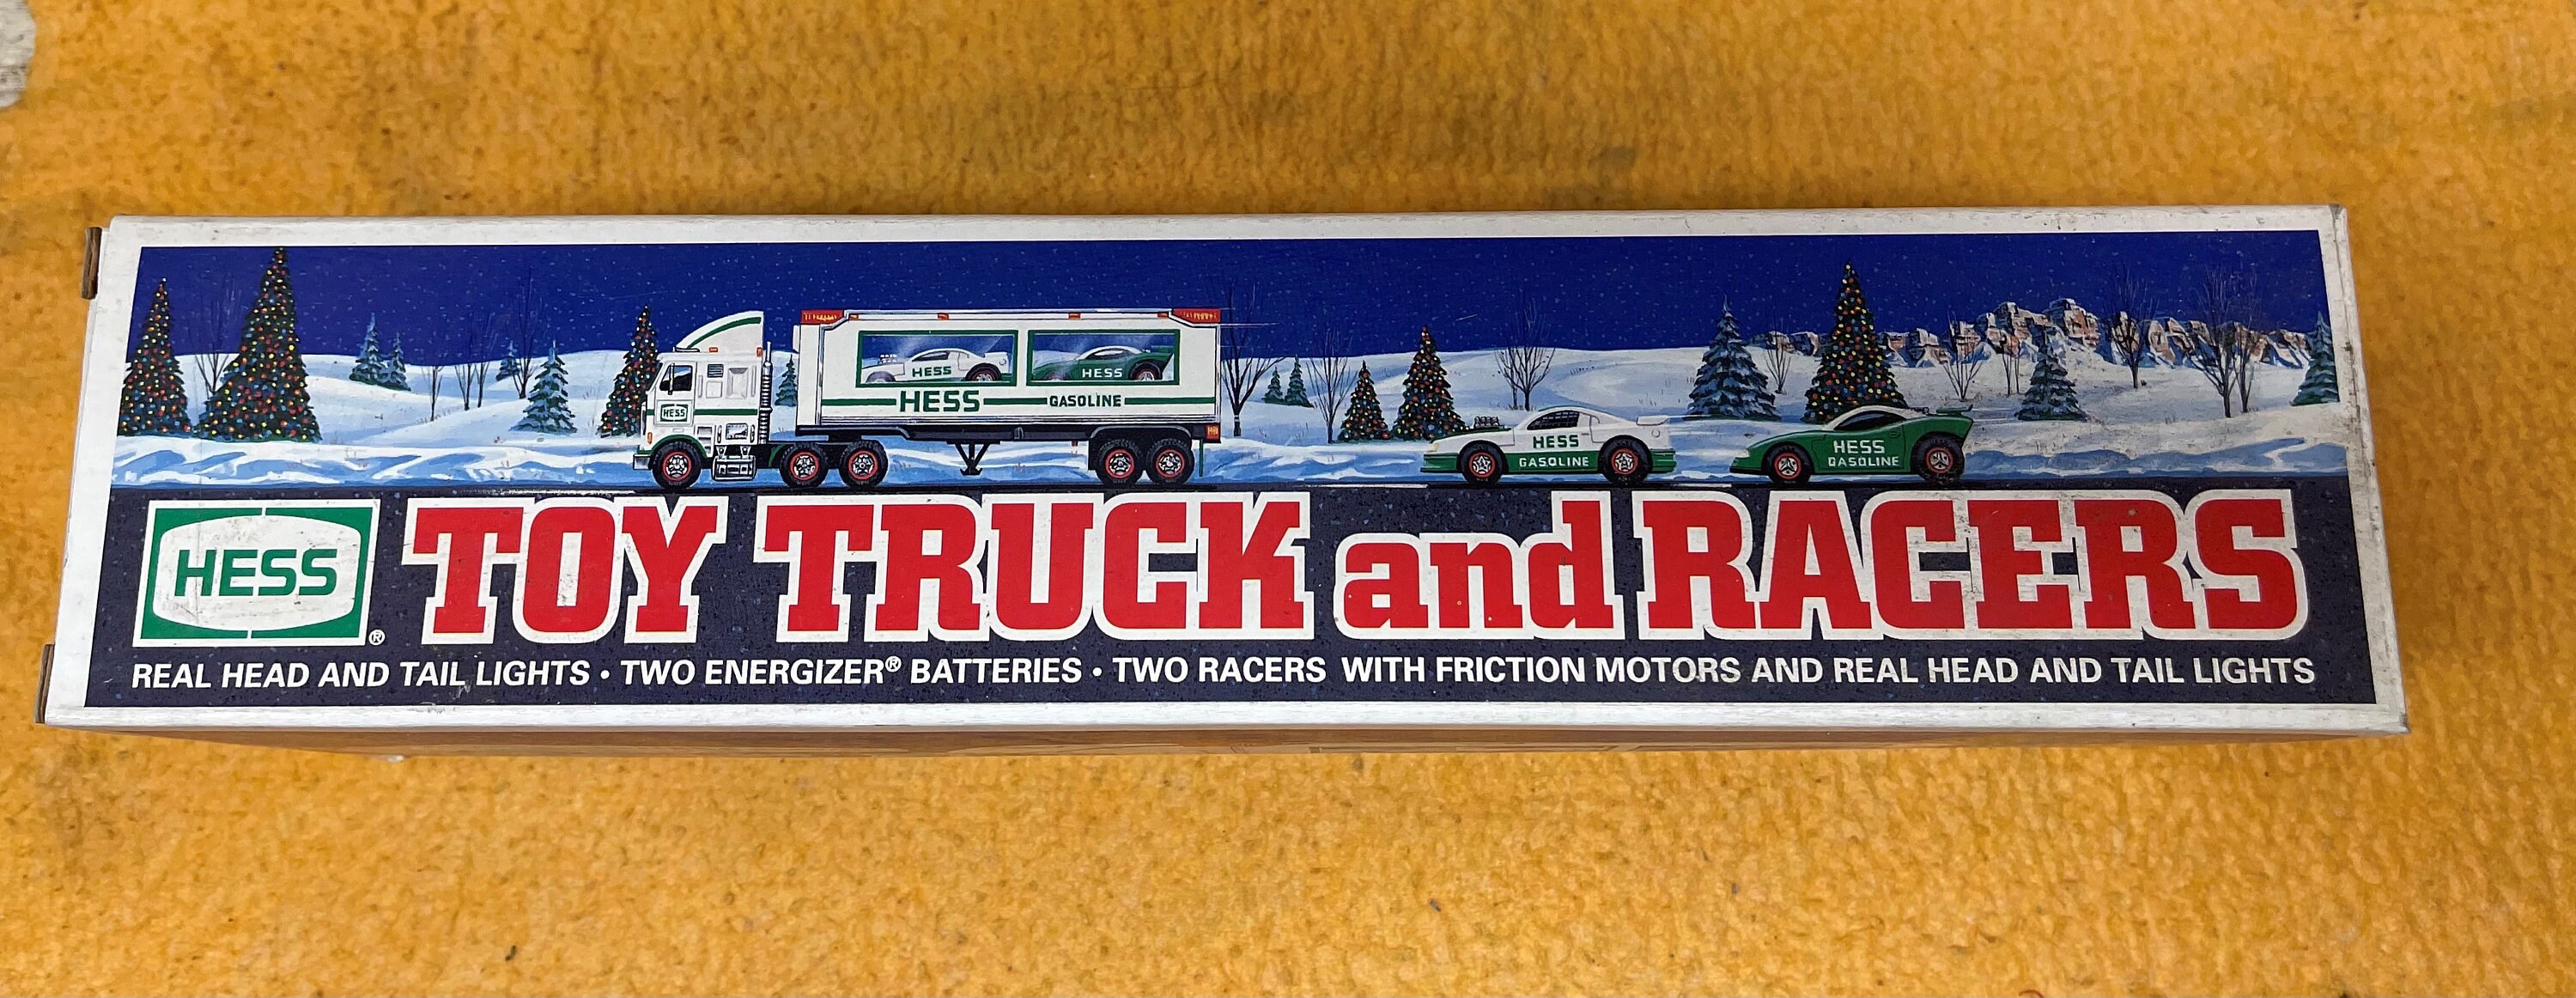 HESS HESS
HESS HESS GASOLINE
HESS GASOLINE
HESS GASOLINE
HESS ® TOY TRUCK and RACERS
REAL HEAD AND TAIL LIGHTS • TWO ENERGIZER® BATTERIES • TWO RACERS WITH FRICTION MOTORS AND REAL HEAD AND TAIL LIGHTS